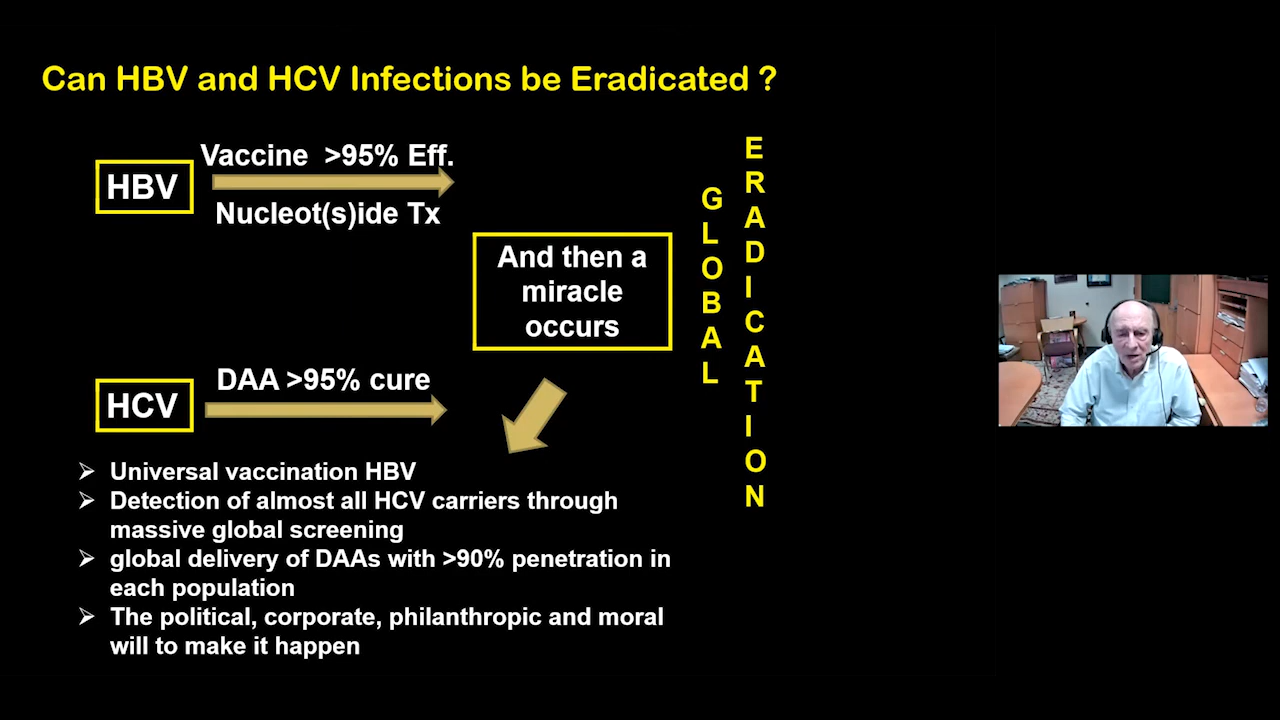 Can HBV and HCV Infections be Eradicated ?
HBV
Vaccine >95% Eff.
Nucleot(s)ide Tx
And then a
miracle
occurs
GLOBAL
ERADICATION
HCV
DAA >95% cure
➢ Universal vaccination HBV
➢ Detection of almost all HCV carriers through
massive global screening
➢ global delivery of DAAs with >90% penetration in
each population
➢ The political, corporate, philanthropic and moral
will to make it happen